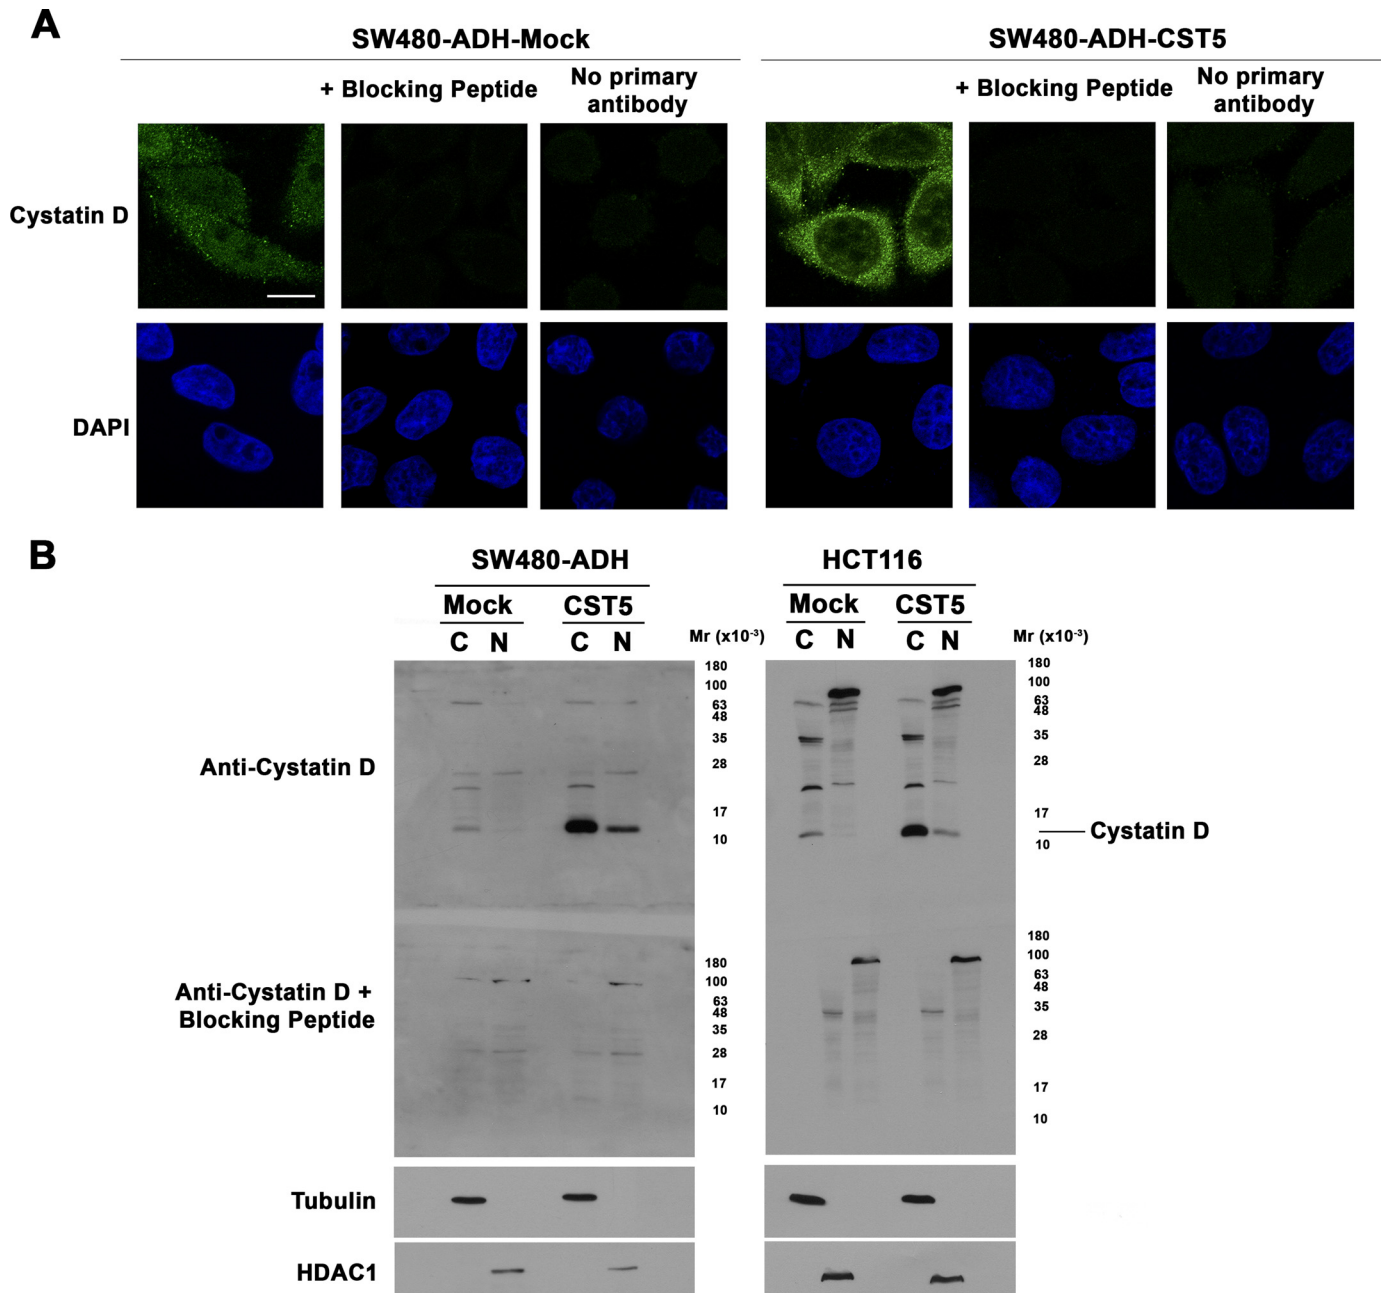 A
SW480-ADH-Mock
SW480-ADH-CST5
+ Blocking Peptide
No primary
antibody
+ Blocking Peptide
No primary
antibody
Cystatin D
DAPI
B
SW480-ADH
HCT116
Mock
CST5
Mock
CST5
C
N
C
N
Mr (x10⁻³)
C
N
C
N
Mr (x10⁻³)
Anti-Cystatin D
180
100
63
48
35
28
17
10
180
100
63
48
35
28
17
10
Cystatin D
Anti-Cystatin D +
Blocking Peptide
180
100
63
48
35
28
17
10
180
100
63
48
35
28
17
10
Tubulin
HDAC1